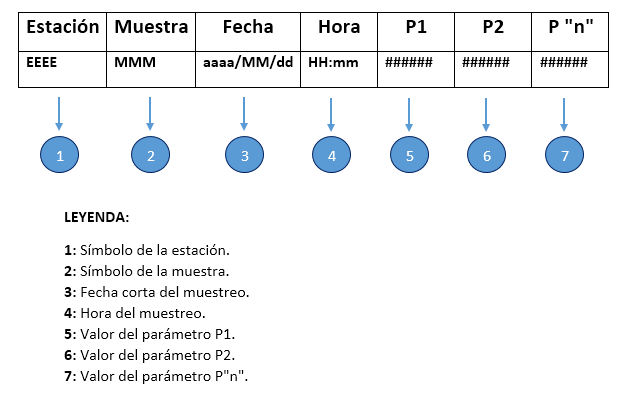 Estación Muestra Fecha Hora P1 P2 P "n"
EEEE MMM aaaa/MM/dd HH:mm ###### ###### ######
1 2 3 4 5 6 7
LEYENDA:
1: Símbolo de la estación.
2: Símbolo de la muestra.
3: Fecha corta del muestreo.
4: Hora del muestreo.
5: Valor del parámetro P1.
6: Valor del parámetro P2.
7: Valor del parámetro P"n".